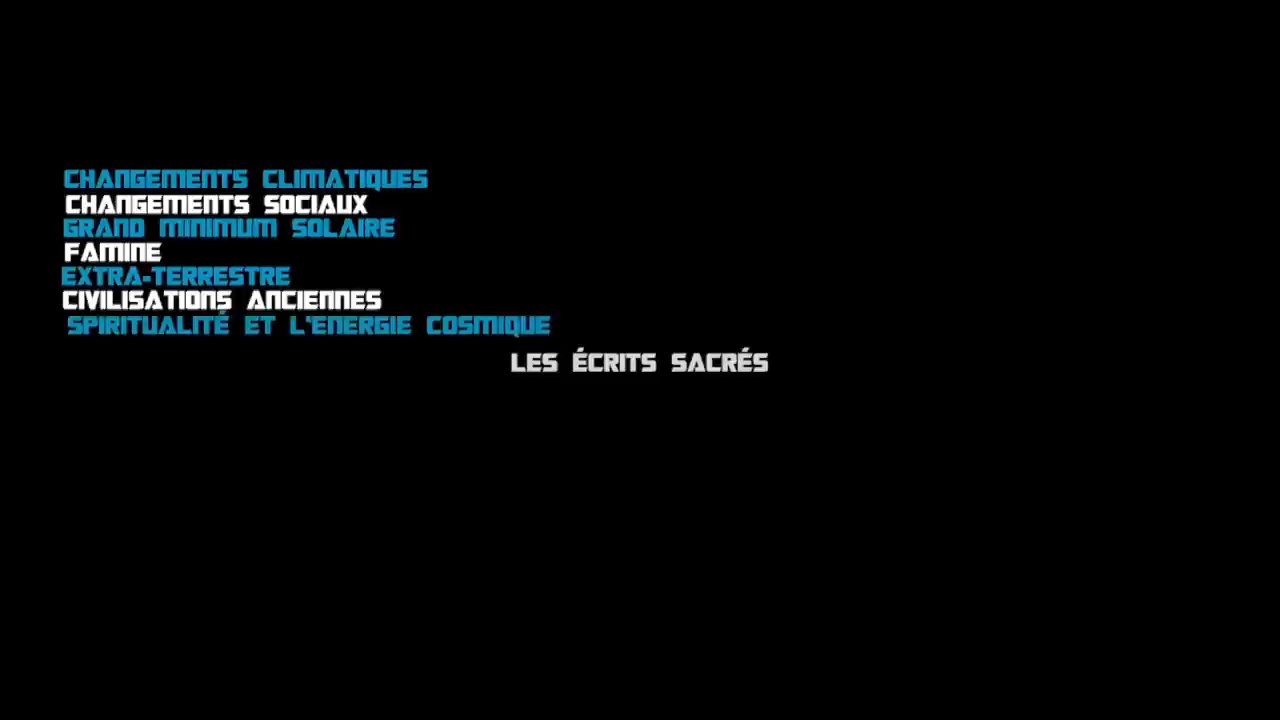 CHANGEMENTS CLIMATIQUES
CHANGEMENTS SOCIAUX
GRAND MINIMUM SOLAIRE
FAMINE
EXTRA-TERRESTRE
CIVILISATIONS ANCIENNES
SPIRITUALITÉ ET L'ENERGIE COSMIQUE
LES ÉCRITS SACRÉS